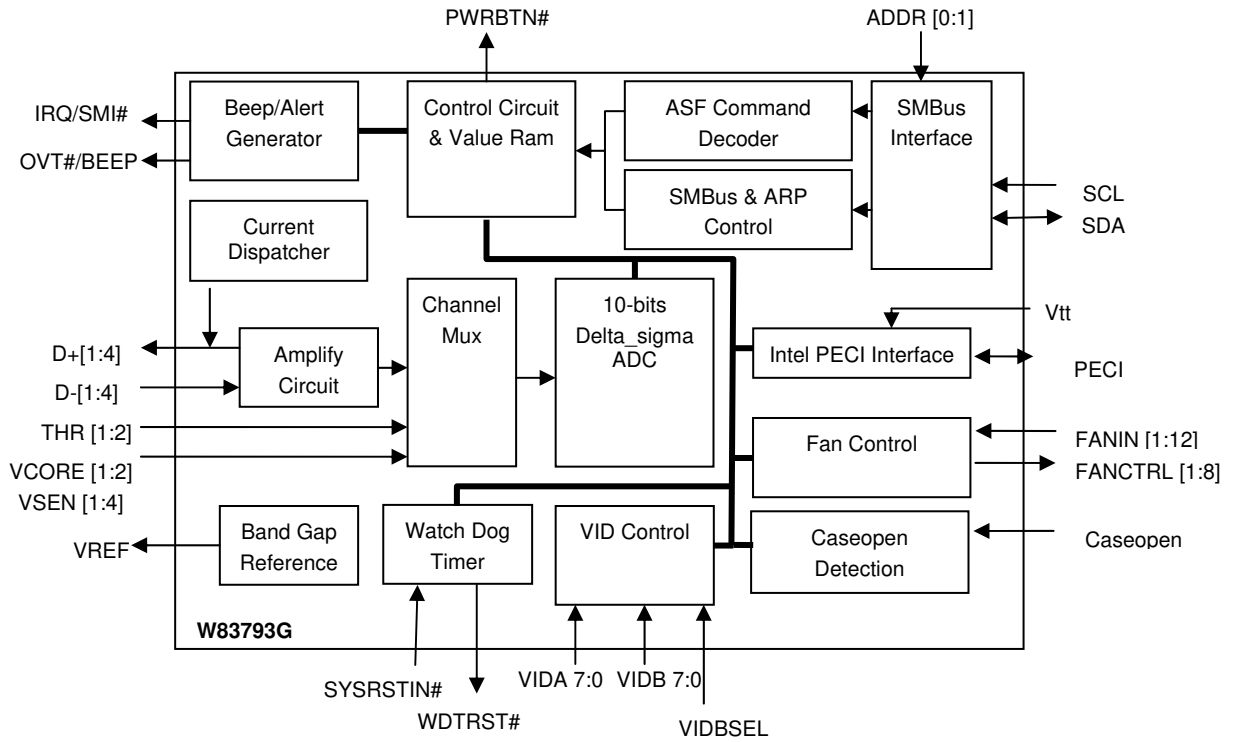 PWRBTN#
ADDR [0:1]
IRQ/SMI#
OVT#/BEEP
Beep/Alert
Generator
Control Circuit
& Value Ram
ASF Command
Decoder
SMBus
Interface
SMBus & ARP
Control
SCL
SDA
Current
Dispatcher
Channel
Mux
10-bits
Delta_sigma
ADC
Vtt
D+[1:4]
D-[1:4]
Amplify
Circuit
Intel PECI Interface
PECI
THR [1:2]
VCORE [1:2]
VSEN [1:4]
Fan Control
FANIN [1:12]
FANCTRL [1:8]
VREF
Band Gap
Reference
Watch Dog
Timer
VID Control
Caseopen
Detection
Caseopen
W83793G
SYSRSTIN#
WDTRST#
VIDA 7:0
VIDB 7:0
VIDBSEL